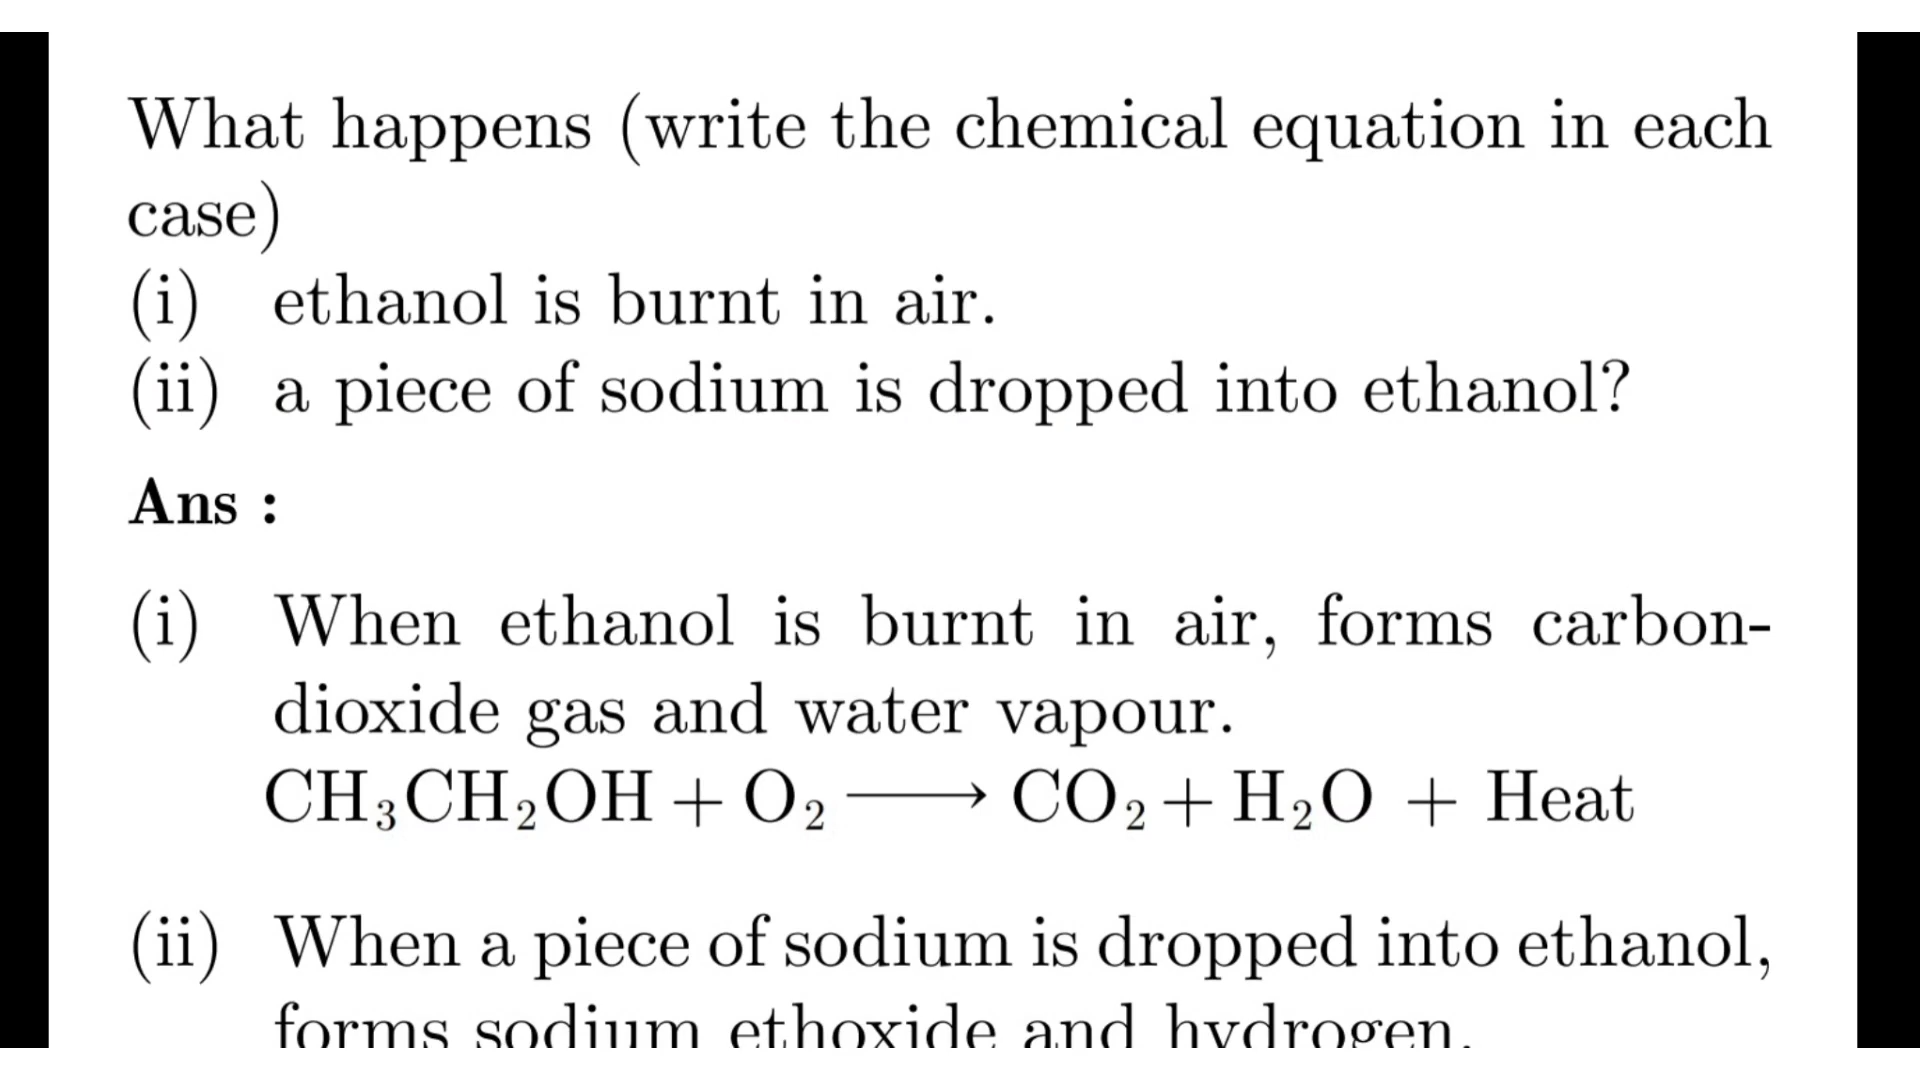 What happens (write the chemical equation in each
case)
(i) ethanol is burnt in air.
(ii) a piece of sodium is dropped into ethanol?
Ans :
(i) When ethanol is burnt in air, forms carbon-
dioxide gas and water vapour.
CH₃CH₂OH + O₂ ⟶ CO₂ + H₂O + Heat
(ii) When a piece of sodium is dropped into ethanol,
forms sodium ethoxide and hydrogen.